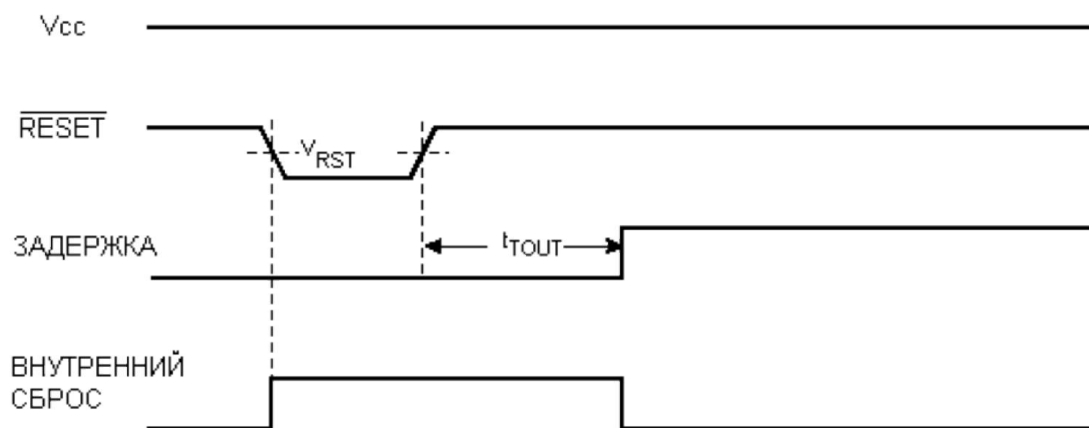 Vcc
RESET
VRST
ЗАДЕРЖКА
tTOUT
ВНУТРЕННИЙ
СБРОС